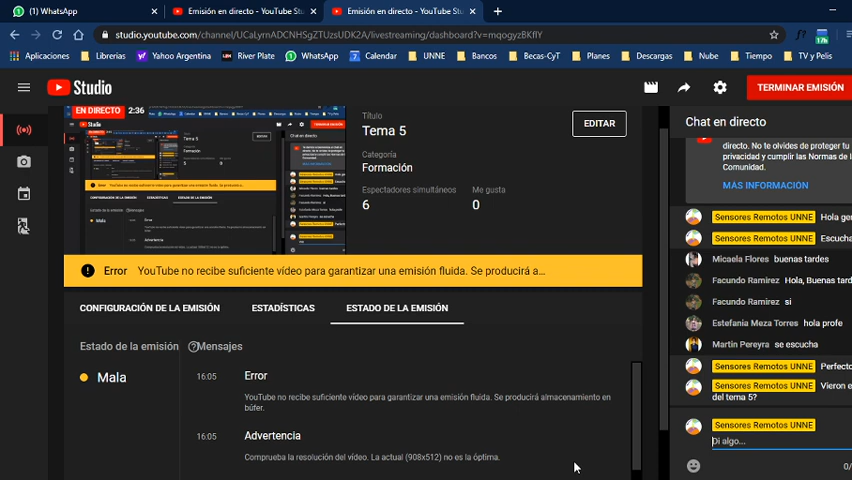 (1) WhatsApp
Emisión en directo - YouTube Stu
Emisión en directo - YouTube Stu
studio.youtube.com/channel/UCaLymADCNHSgZTUzsUDK2A/livestreaming/dashboard?v=mqogyzBKfIY
Aplicaciones
Librerias
Yahoo Argentina
River Plate
WhatsApp
Calendar
UNNE
Bancos
Becas-CyT
Planes
Descargas
Nube
Tiempo
TV y Pelis
Studio
TERMINAR EMISIÓN
EN DIRECTO 2:36
Título
Tema 5
Categoría
Formación
Espectadores simultáneos
6
Me gusta
0
EDITAR
Error YouTube no recibe suficiente vídeo para garantizar una emisión fluida. Se producirá a...
CONFIGURACIÓN DE LA EMISIÓN
ESTADÍSTICAS
ESTADO DE LA EMISIÓN
Estado de la emisión
Mensajes
Mala
16:05 Error
YouTube no recibe suficiente vídeo para garantizar una emisión fluida. Se producirá almacenamiento en
búfer.
16:05 Advertencia
Comprueba la resolución del vídeo. La actual (908x512) no es la óptima.
Chat en directo
directo. No te olvides de proteger tu
privacidad y cumplir las Normas de la
Comunidad.
MÁS INFORMACIÓN
Sensores Remotos UNNE Hola gen
Sensores Remotos UNNE Escucha
Micaela Flores buenas tardes
Facundo Ramirez Hola, Buenas tard
Facundo Ramirez si
Estefanía Meza Torres hola profe
Martin Pereyra se escucha
Sensores Remotos UNNE Perfecto
Sensores Remotos UNNE Vieron e
del tema 5?
Sensores Remotos UNNE
Di algo...
0/